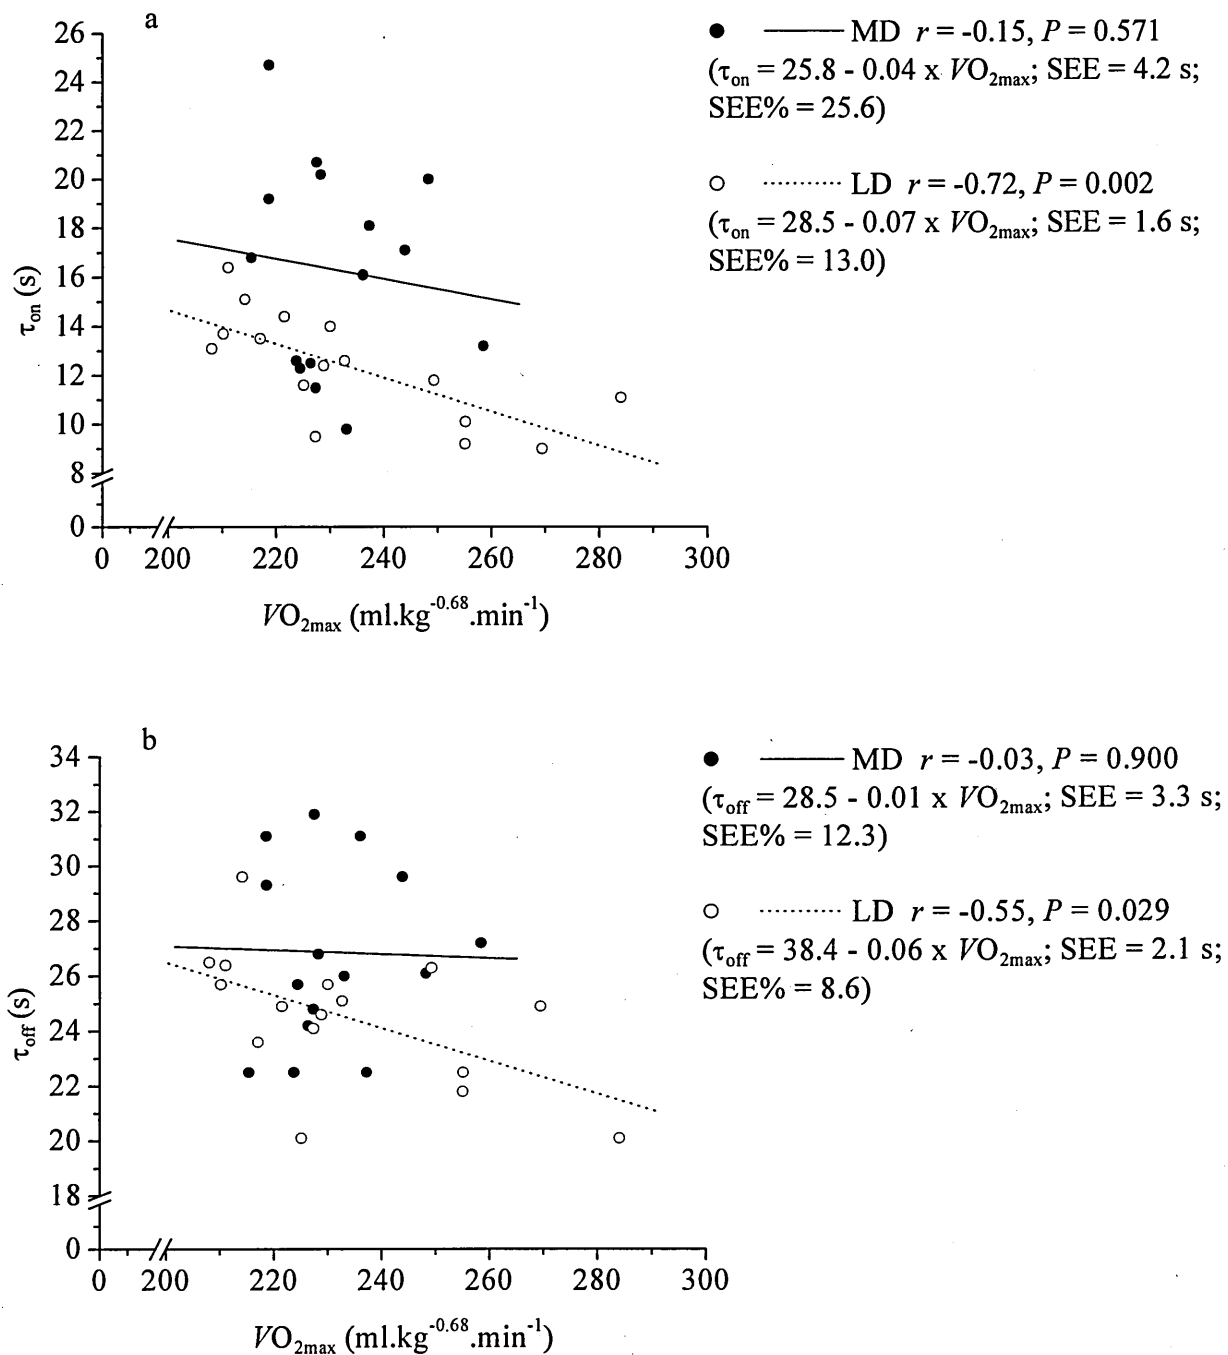 a
MD r = -0.15, P = 0.571
(τon = 25.8 - 0.04 x VO2max; SEE = 4.2 s;
SEE% = 25.6)
LD r = -0.72, P = 0.002
(τon = 28.5 - 0.07 x VO2max; SEE = 1.6 s;
SEE% = 13.0)
26
24
22
20
18
16
14
12
10
8
0
τon (s)
0 200 220 240 260 280 300
VO2max (ml.kg-0.68.min-1)
b
MD r = -0.03, P = 0.900
(τoff = 28.5 - 0.01 x VO2max; SEE = 3.3 s;
SEE% = 12.3)
LD r = -0.55, P = 0.029
(τoff = 38.4 - 0.06 x VO2max; SEE = 2.1 s;
SEE% = 8.6)
34
32
30
28
26
24
22
20
18
0
τoff (s)
0 200 220 240 260 280 300
VO2max (ml.kg-0.68.min-1)